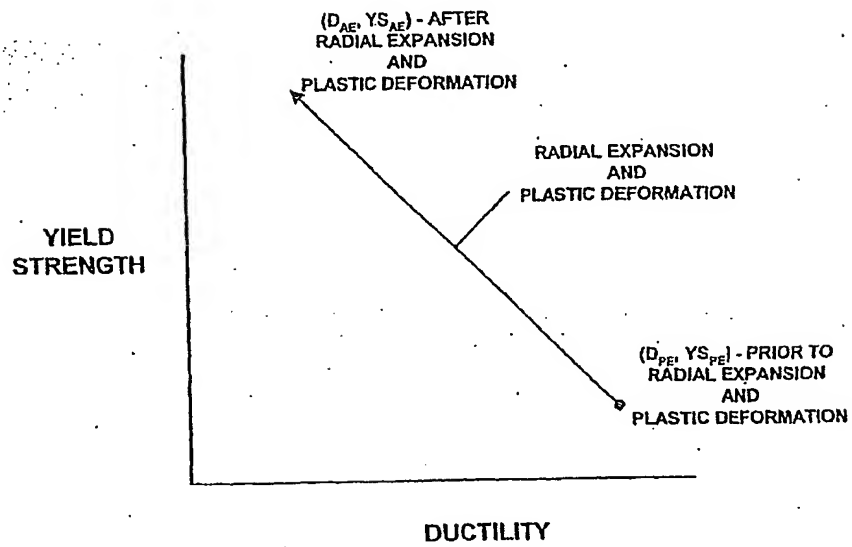 (D_AE, YS_AE) - AFTER
RADIAL EXPANSION
AND
PLASTIC DEFORMATION
RADIAL EXPANSION
AND
PLASTIC DEFORMATION
YIELD
STRENGTH
(D_PE, YS_PE) - PRIOR TO
RADIAL EXPANSION
AND
PLASTIC DEFORMATION
DUCTILITY